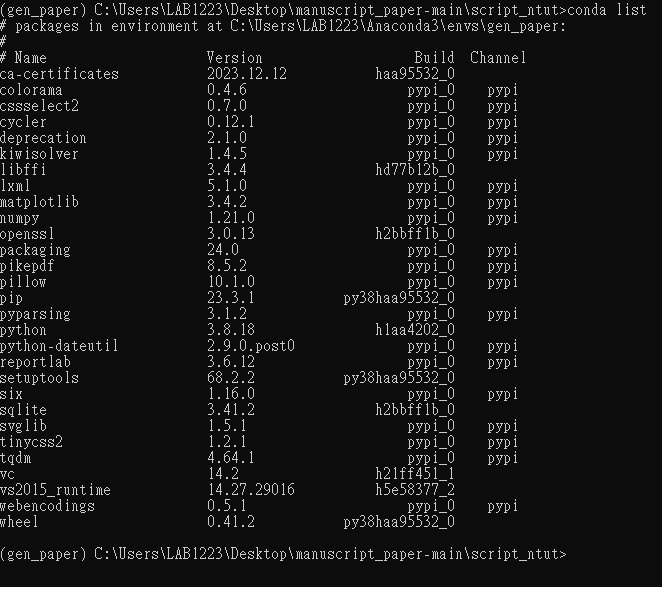 (gen_paper) C:\Users\LAB1223\Desktop\manuscript_paper-main\script_ntut>conda list
# packages in environment at C:\Users\LAB1223\Anaconda3\envs\gen_paper:
#
# Name Version Build Channel
ca-certificates 2023.12.12 haa95532_0
colorama 0.4.6 pypi_0 pypi
cssselect2 0.7.0 pypi_0 pypi
cycler 0.12.1 pypi_0 pypi
deprecation 2.1.0 pypi_0 pypi
kiwisolver 1.4.5 pypi_0 pypi
libffi 3.4.4 hd77b12b_0
lxml 5.1.0 pypi_0 pypi
matplotlib 3.4.2 pypi_0 pypi
numpy 1.21.0 pypi_0 pypi
openssl 3.0.13 h2bbff1b_0
packaging 24.0 pypi_0 pypi
pikepdf 8.5.2 pypi_0 pypi
pillow 10.1.0 pypi_0 pypi
pip 23.3.1 py38haa95532_0
pyparsing 3.1.2 pypi_0 pypi
python 3.8.18 h1aa4202_0
python-dateutil 2.9.0.post0 pypi_0 pypi
reportlab 3.6.12 pypi_0 pypi
setuptools 68.2.2 py38haa95532_0
six 1.16.0 pypi_0 pypi
sqlite 3.41.2 h2bbff1b_0
svglib 1.5.1 pypi_0 pypi
tinycss2 1.2.1 pypi_0 pypi
tqdm 4.64.1 pypi_0 pypi
vc 14.2 h21ff451_1
vs2015_runtime 14.27.29016 h5e58377_2
webencodings 0.5.1 pypi_0 pypi
wheel 0.41.2 py38haa95532_0
(gen_paper) C:\Users\LAB1223\Desktop\manuscript_paper-main\script_ntut>